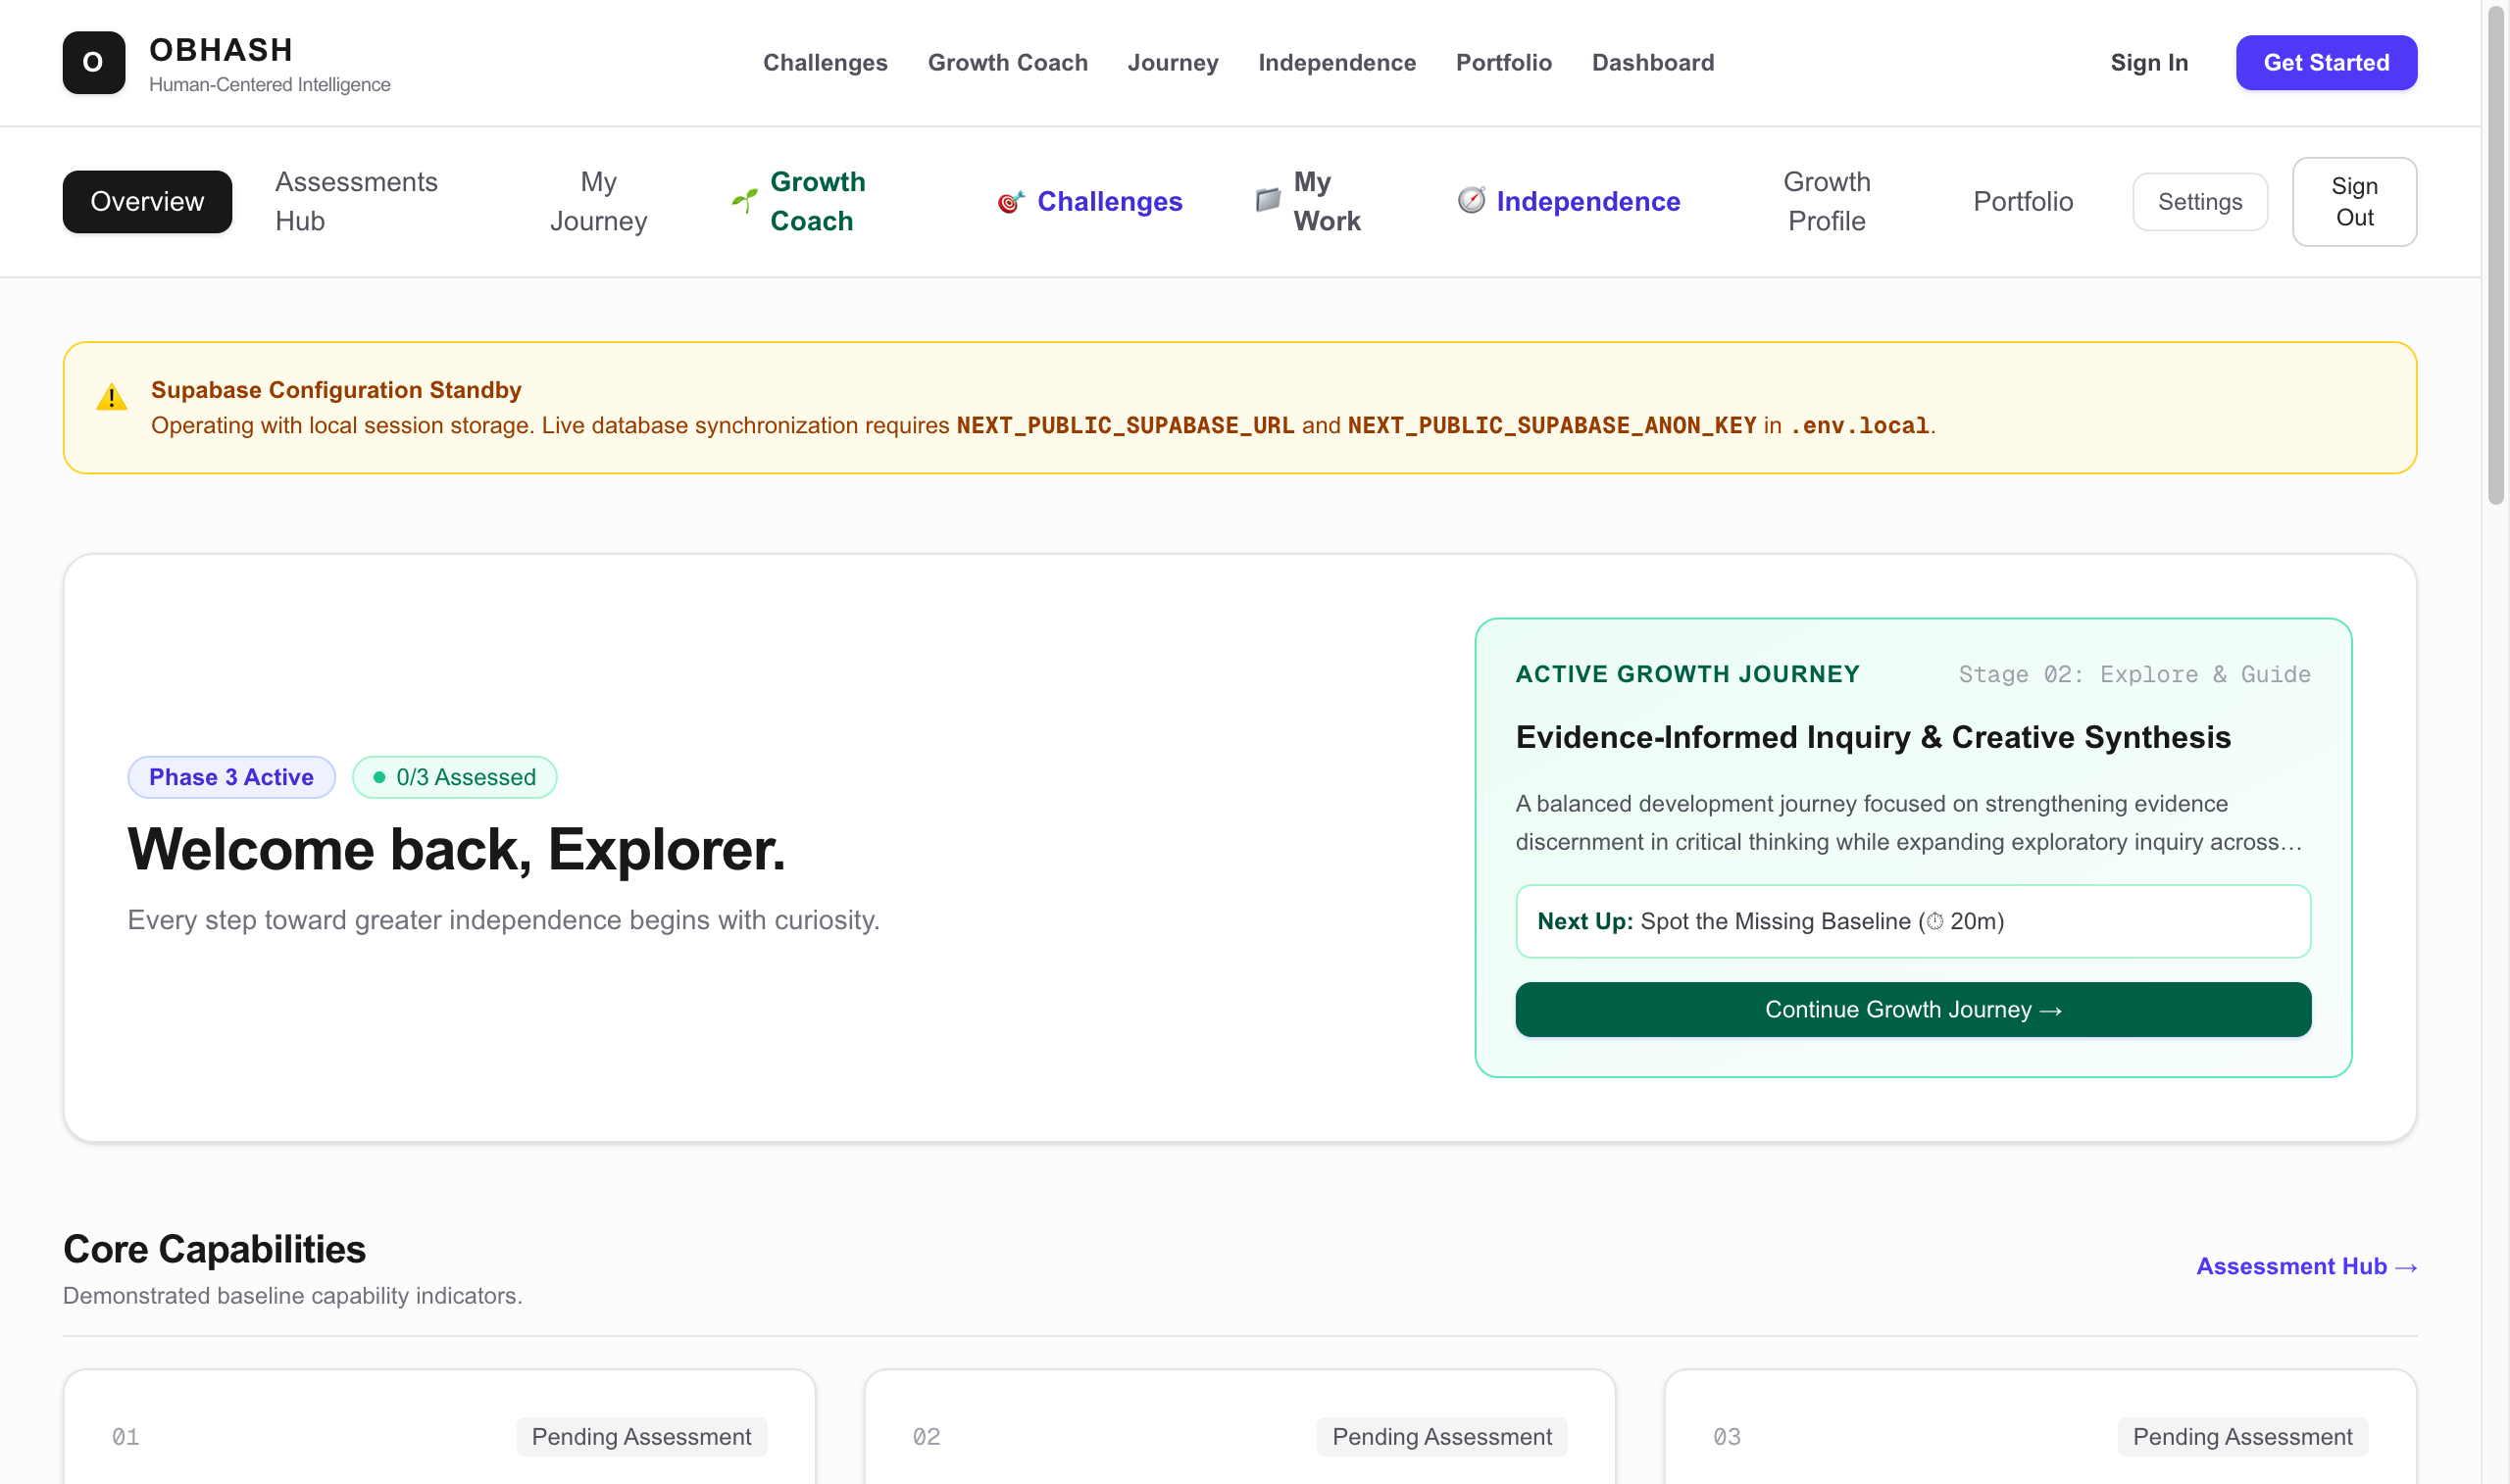 O
OBHASH
Human-Centered Intelligence
Challenges
Growth Coach
Journey
Independence
Portfolio
Dashboard
Sign In
Get Started
Overview
Assessments
Hub
My
Journey
Growth
Coach
Challenges
My
Work
Independence
Growth
Profile
Portfolio
Settings
Sign
Out
Supabase Configuration Standby
Operating with local session storage. Live database synchronization requires NEXT_PUBLIC_SUPABASE_URL and NEXT_PUBLIC_SUPABASE_ANON_KEY in .env.local.
Phase 3 Active
0/3 Assessed
Welcome back, Explorer.
Every step toward greater independence begins with curiosity.
ACTIVE GROWTH JOURNEY
Stage 02: Explore & Guide
Evidence-Informed Inquiry & Creative Synthesis
A balanced development journey focused on strengthening evidence
discernment in critical thinking while expanding exploratory inquiry across…
Next Up: Spot the Missing Baseline (⏱ 20m)
Continue Growth Journey →
Core Capabilities
Demonstrated baseline capability indicators.
Assessment Hub →
01
Pending Assessment
02
Pending Assessment
03
Pending Assessment